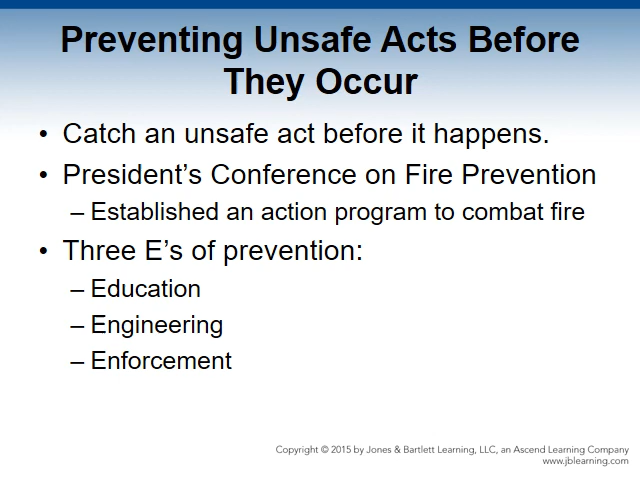 Preventing Unsafe Acts Before
They Occur
• Catch an unsafe act before it happens.
• President’s Conference on Fire Prevention
– Established an action program to combat fire
• Three E’s of prevention:
– Education
– Engineering
– Enforcement
Copyright © 2015 by Jones & Bartlett Learning, LLC, an Ascend Learning Company
www.jblearning.com